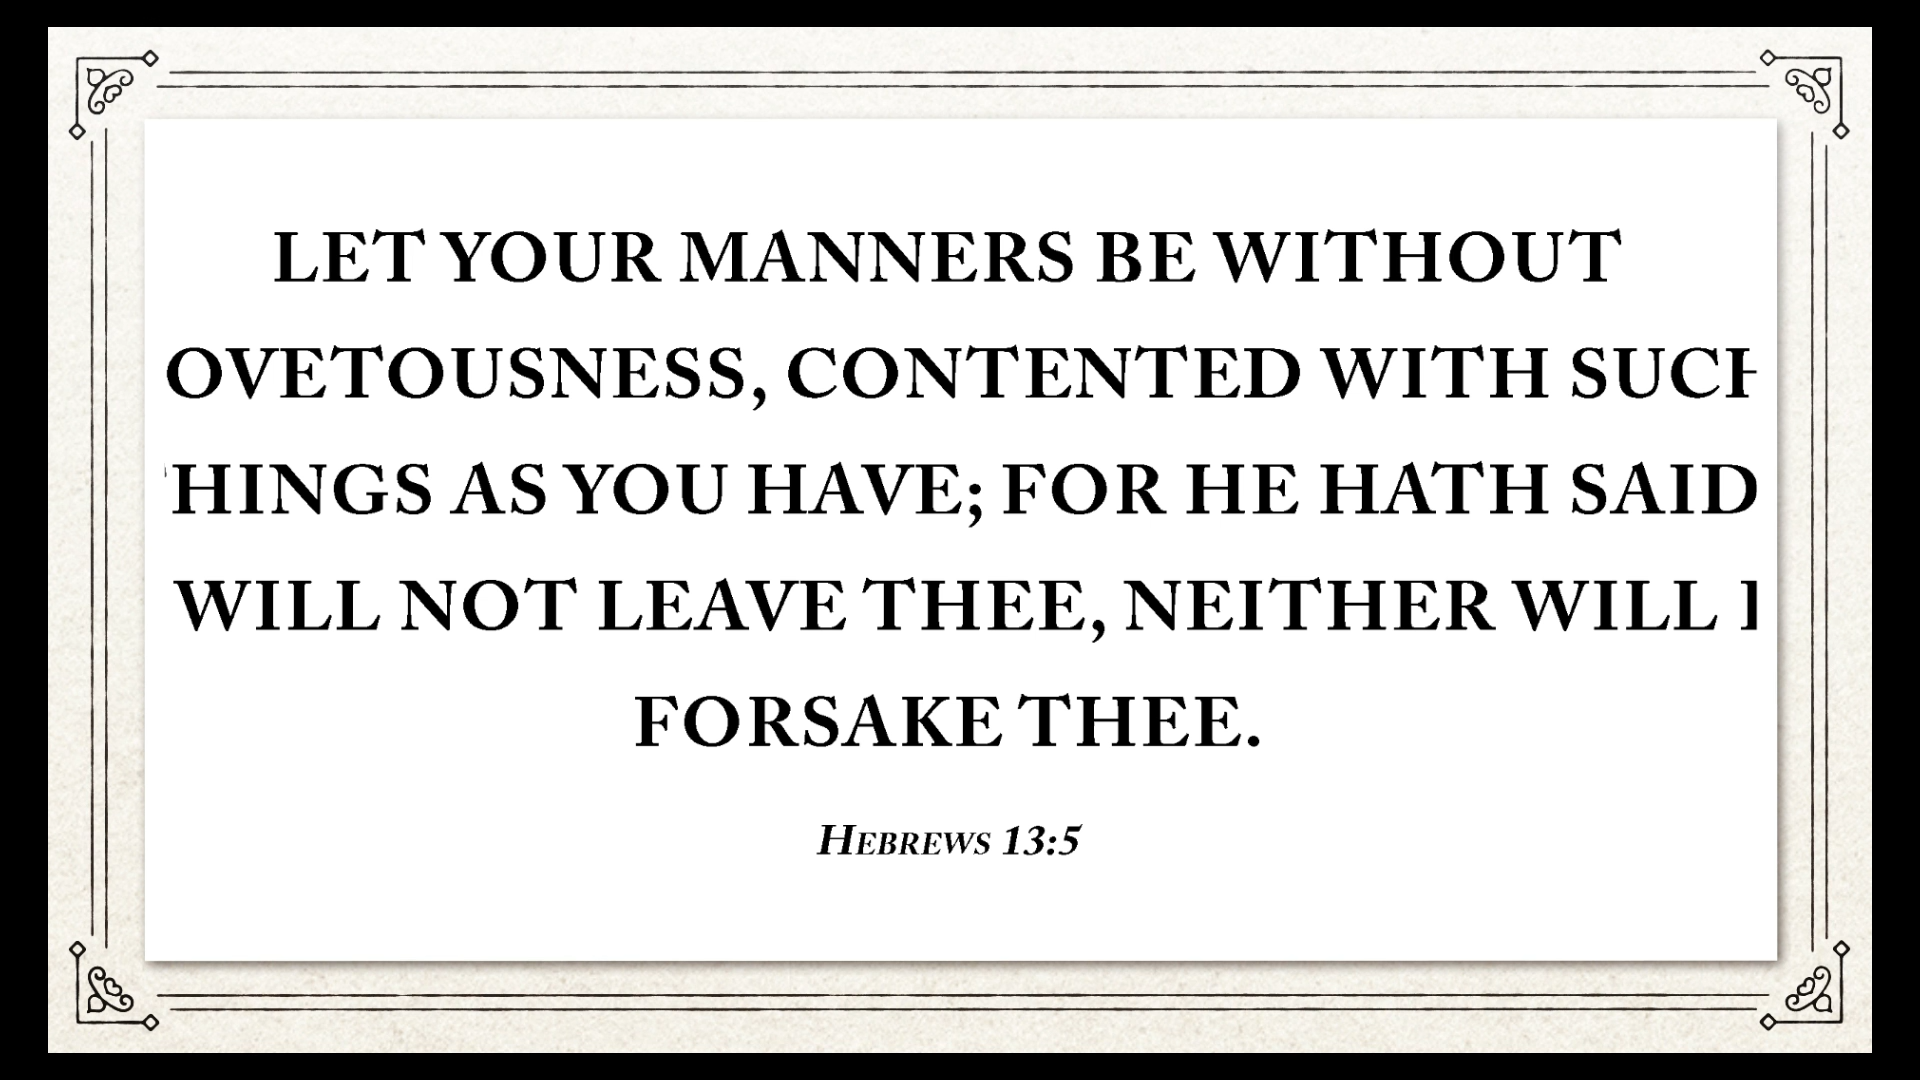 LET YOUR MANNERS BE WITHOUT
OVETOUSNESS, CONTENTED WITH SUCH
HINGS AS YOU HAVE; FOR HE HATH SAID
WILL NOT LEAVE THEE, NEITHER WILL I
FORSAKE THEE.
HEBREWS 13:5